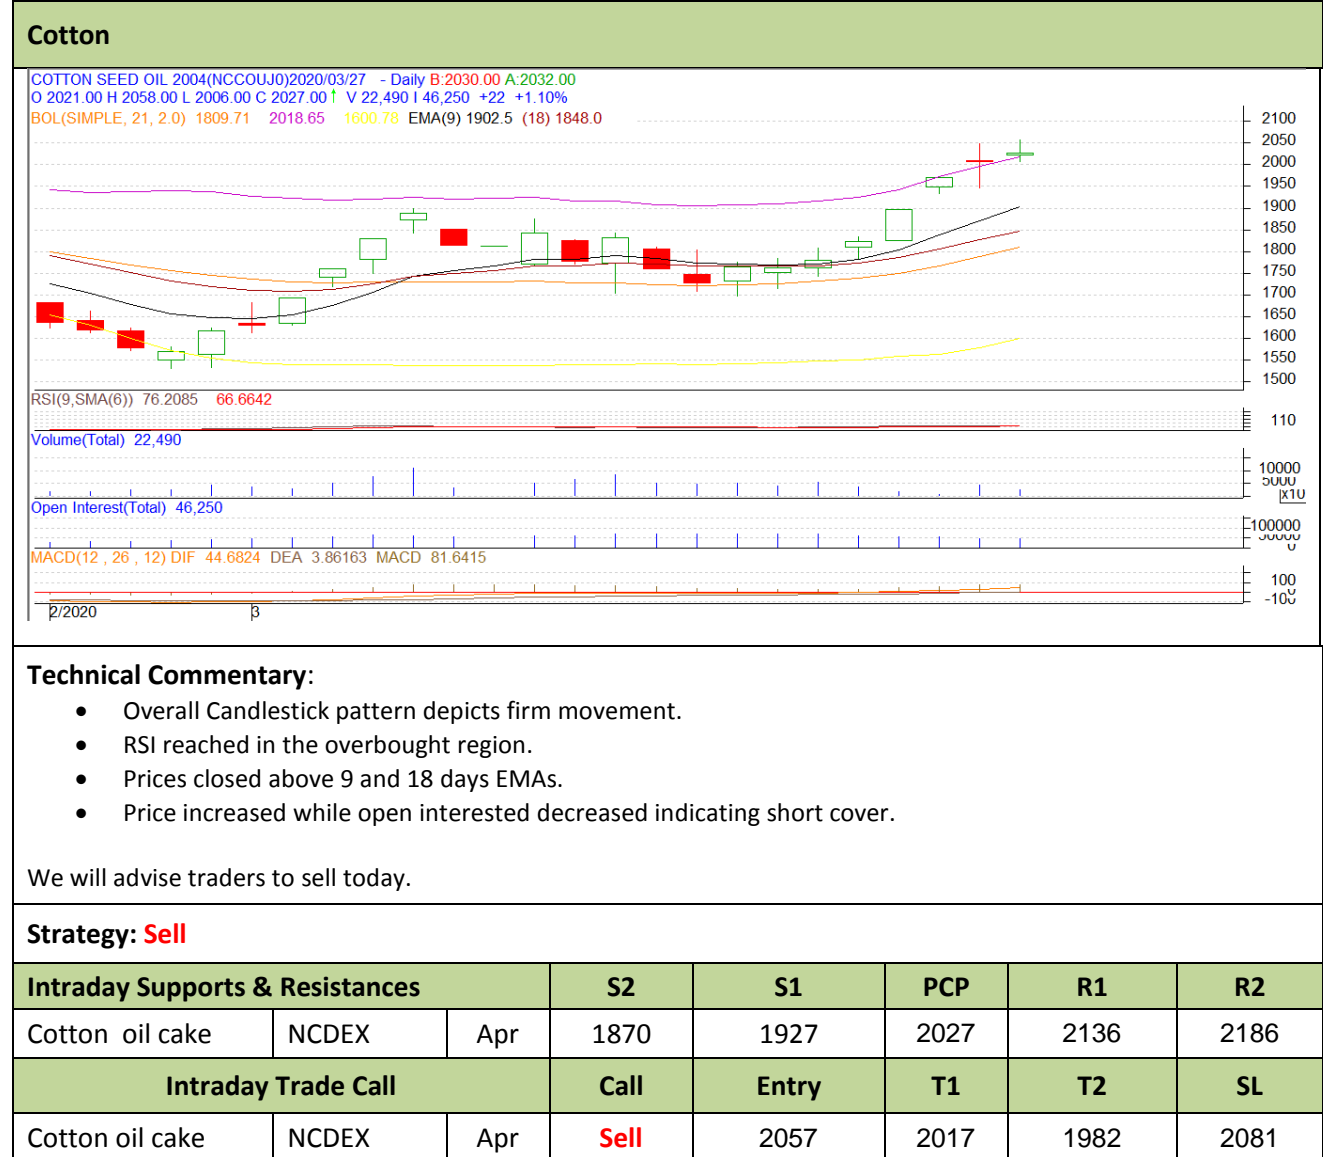 Cotton
COTTON SEED OIL 2004(NCCOUJ0)2020/03/27 - Daily B:2030.00 A:2032.00
O 2021.00 H 2058.00 L 2006.00 C 2027.00 ↑ V 22,490 I 46,250 +22 +1.10%
BOL(SIMPLE, 21, 2.0) 1809.71 2018.65 1600.78 EMA(9) 1902.5 (18) 1848.0
2100
2050
2000
1950
1900
1850
1800
1750
1700
1650
1600
1550
1500
RSI(9,SMA(6)) 76.2085 66.6642
110
Volume(Total) 22,490
10000
5000
x10
Open Interest(Total) 46,250
100000
50000
0
MACD(12 , 26 , 12) DIF 44.6824 DEA 3.86163 MACD 81.6415
100
0
-100
2/2020 3
Technical Commentary:
• Overall Candlestick pattern depicts firm movement.
• RSI reached in the overbought region.
• Prices closed above 9 and 18 days EMAs.
• Price increased while open interested decreased indicating short cover.
We will advise traders to sell today.
Strategy: Sell
Intraday Supports & Resistances S2 S1 PCP R1 R2
Cotton oil cake NCDEX Apr 1870 1927 2027 2136 2186
Intraday Trade Call Call Entry T1 T2 SL
Cotton oil cake NCDEX Apr Sell 2057 2017 1982 2081